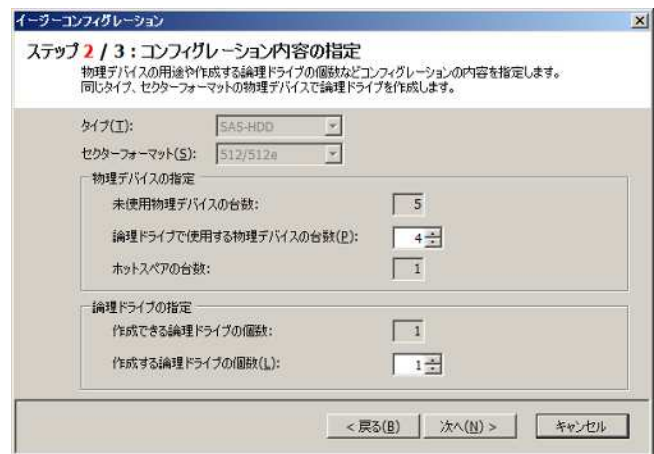 イージーコンフィグレーション
ステップ 2 / 3 : コンフィグレーション内容の指定
物理デバイスの用途や作成する論理ドライブの個数などコンフィグレーションの内容を指定します。
同じタイプ、セクターフォーマットの物理デバイスで論理ドライブを作成します。
タイプ(T): SAS-HDD
セクターフォーマット(S): 512/512e
物理デバイスの指定
未使用物理デバイスの台数: 5
論理ドライブで使用する物理デバイスの台数(P): 4
ホットスペアの台数: 1
論理ドライブの指定
作成できる論理ドライブの個数: 1
作成する論理ドライブの個数(L): 1
< 戻る(B) 次へ(N) > キャンセル